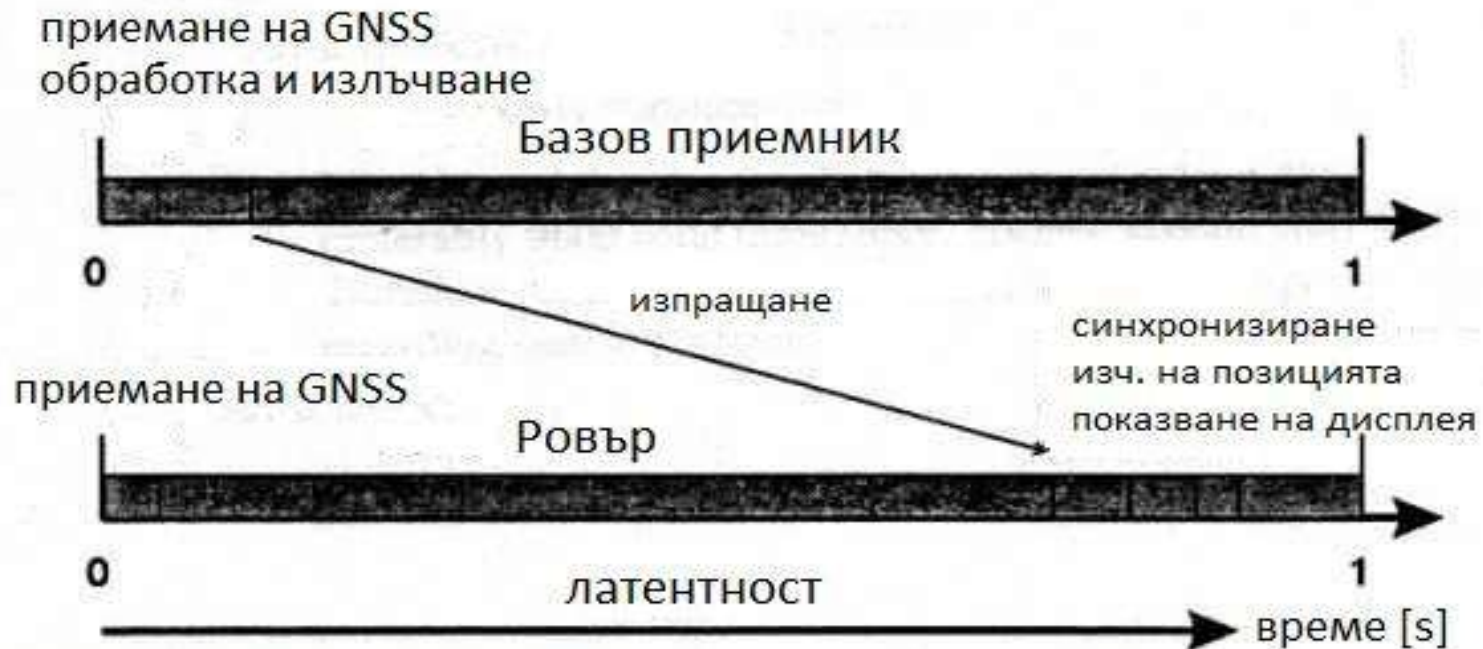 приемане на GNSS
обработка и излъчване
Базов приемник
0
1
изпращане
синхронизиране
изч. на позицията
показване на дисплея
приемане на GNSS
Ровър
0
1
латентност
време [s]